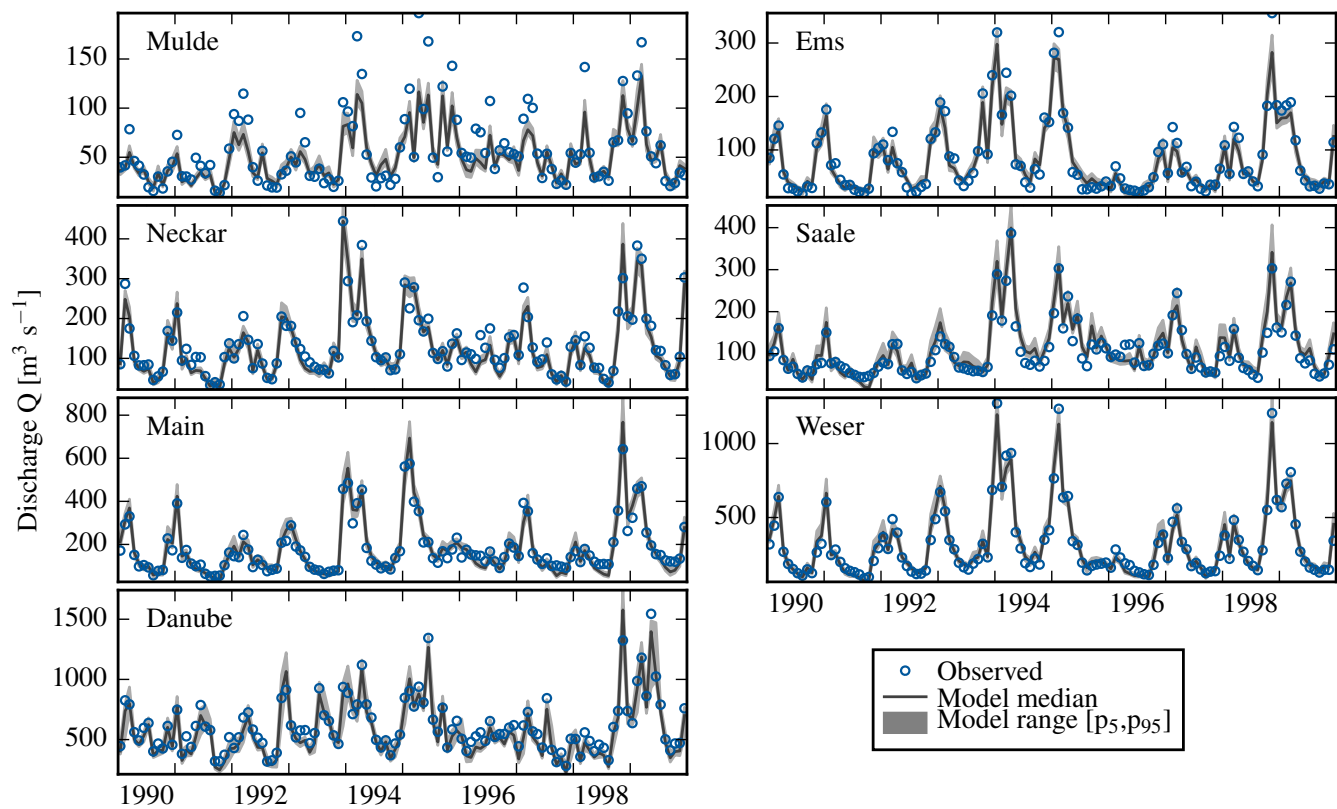 Mulde
150
100
50
Neckar
400
300
200
100
Main
800
600
400
200
Danube
1500
1000
500
1990 1992 1994 1996 1998
Discharge Q [m³ s⁻¹]
Ems
300
200
100
Saale
400
300
200
100
Weser
1000
500
1990 1992 1994 1996 1998
Observed
Model median
Model range [p₅,p₉₅]